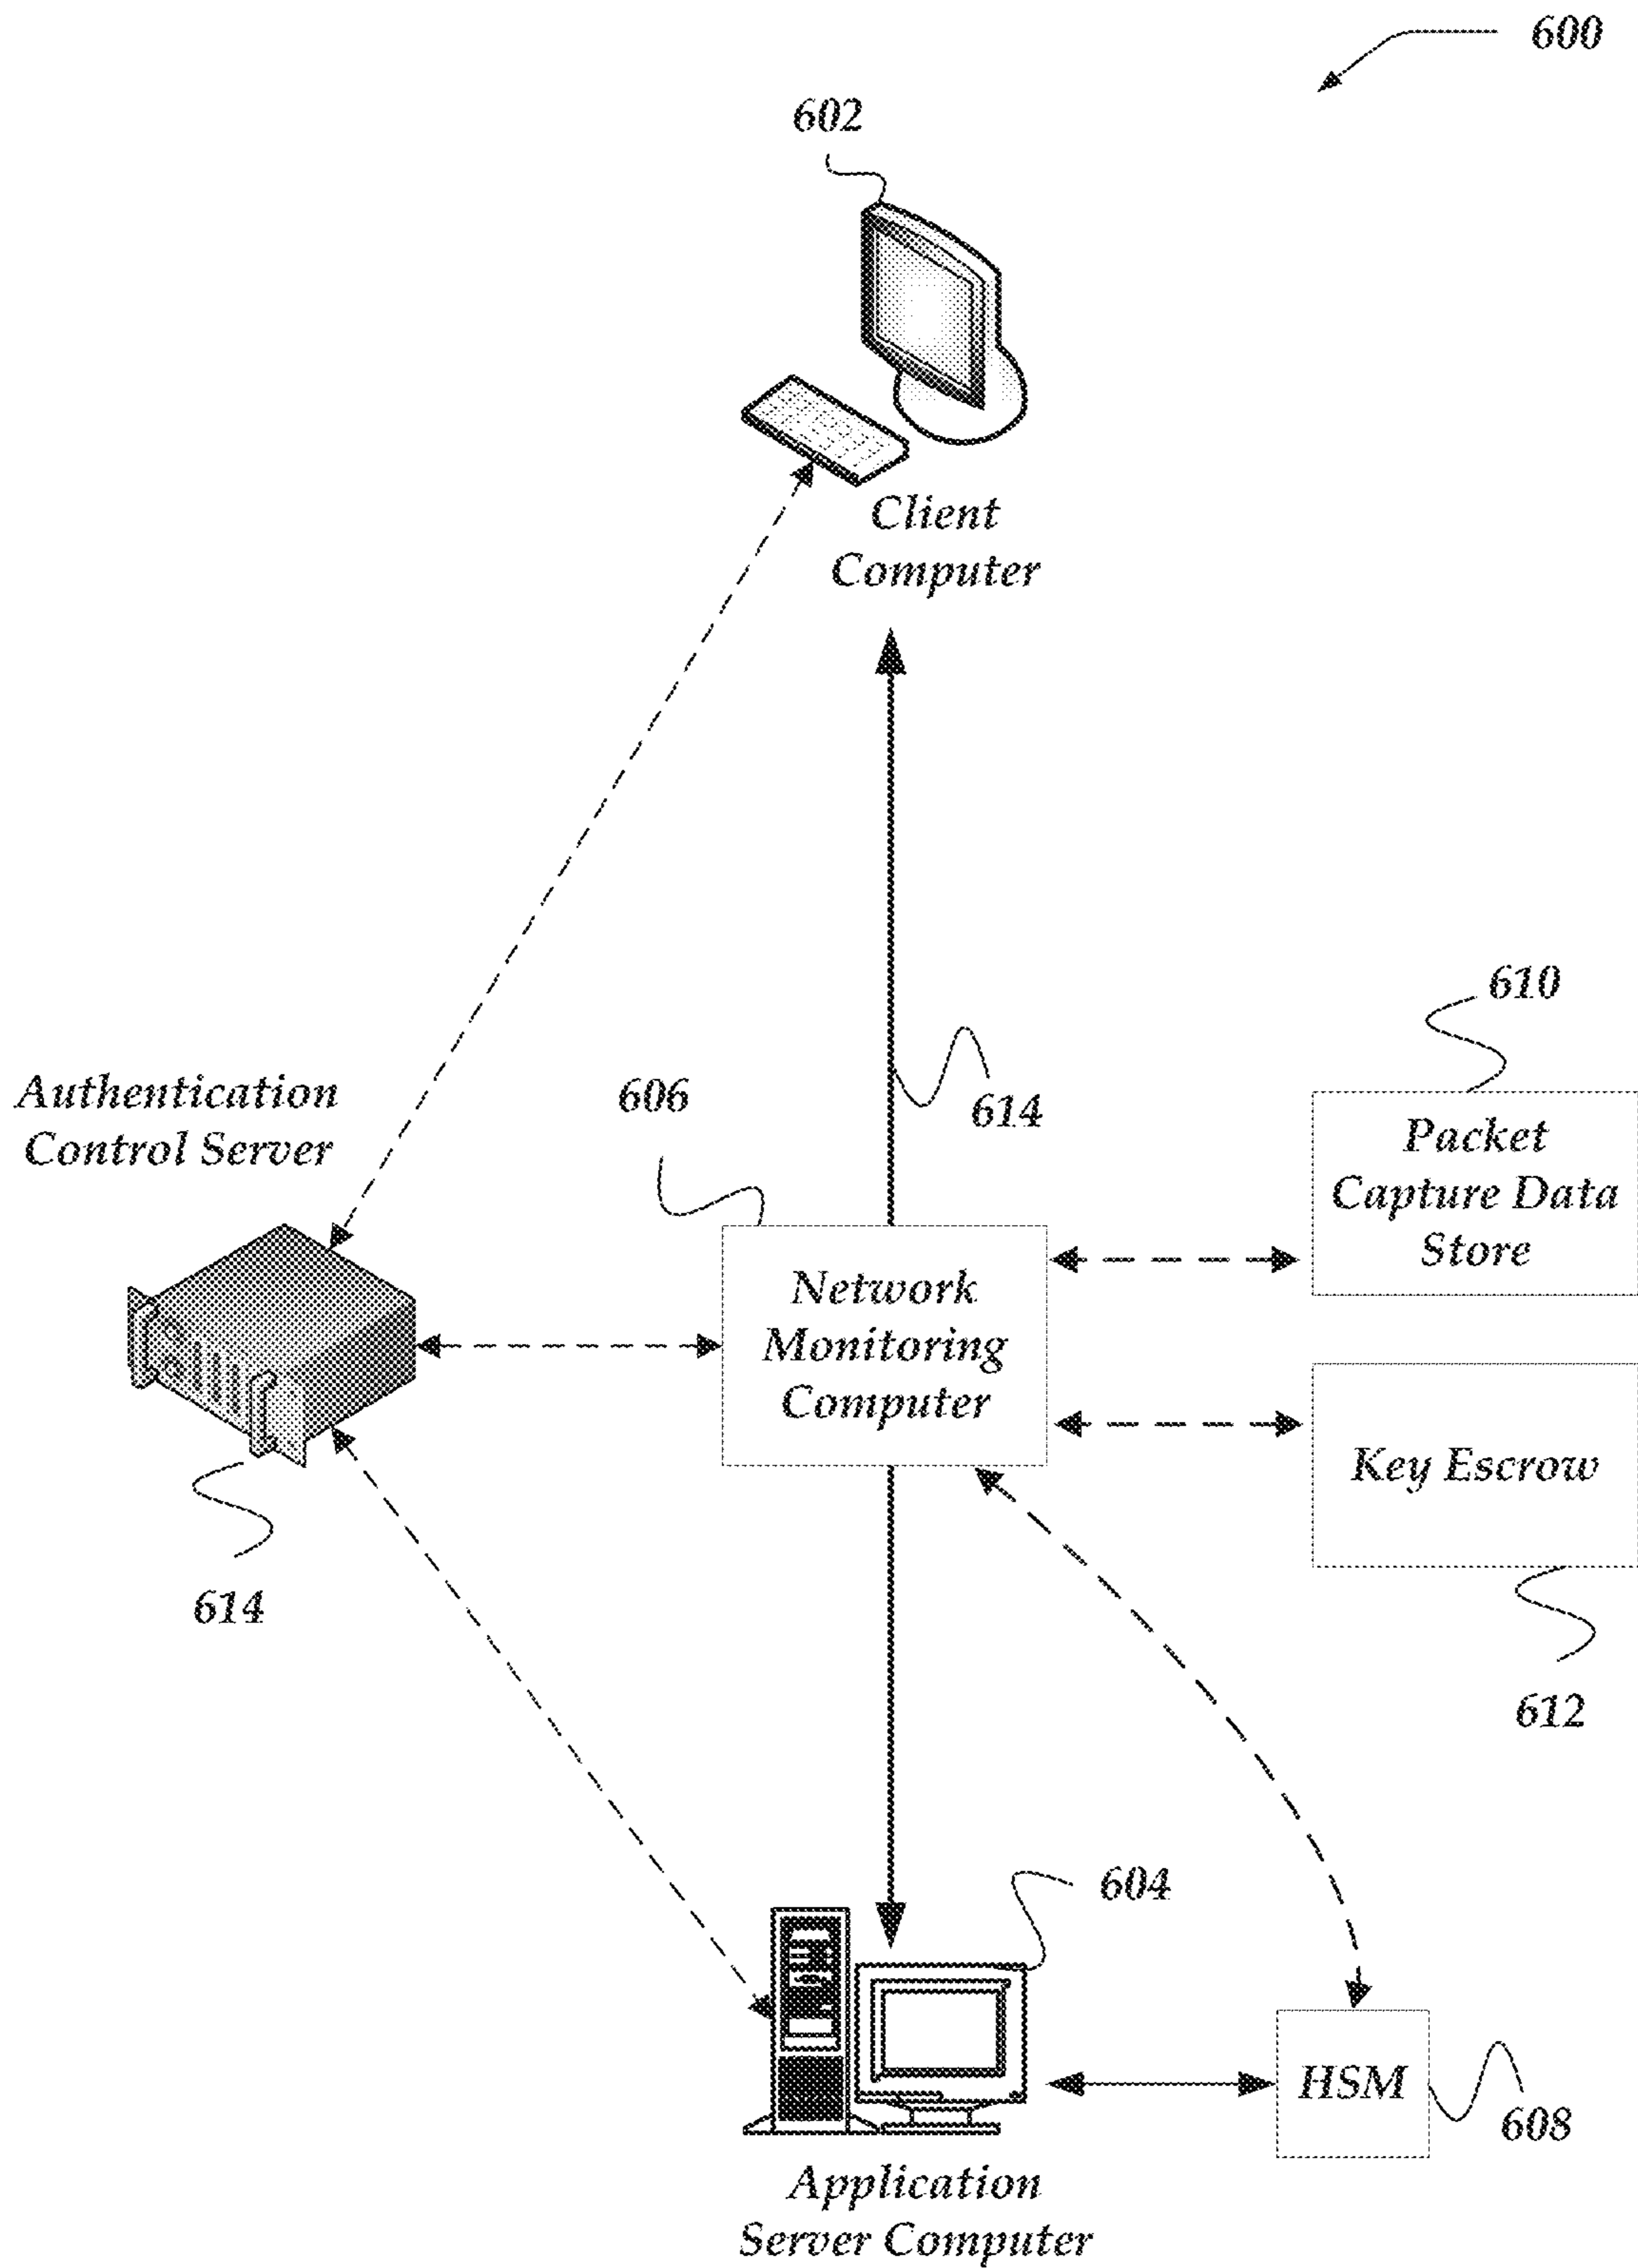 600
602
Client
Computer
610
Authentication
Control Server
606
614
Packet
Capture Data
Store
Network
Monitoring
Computer
Key Escrow
614
612
604
HSM
608
Application
Server Computer